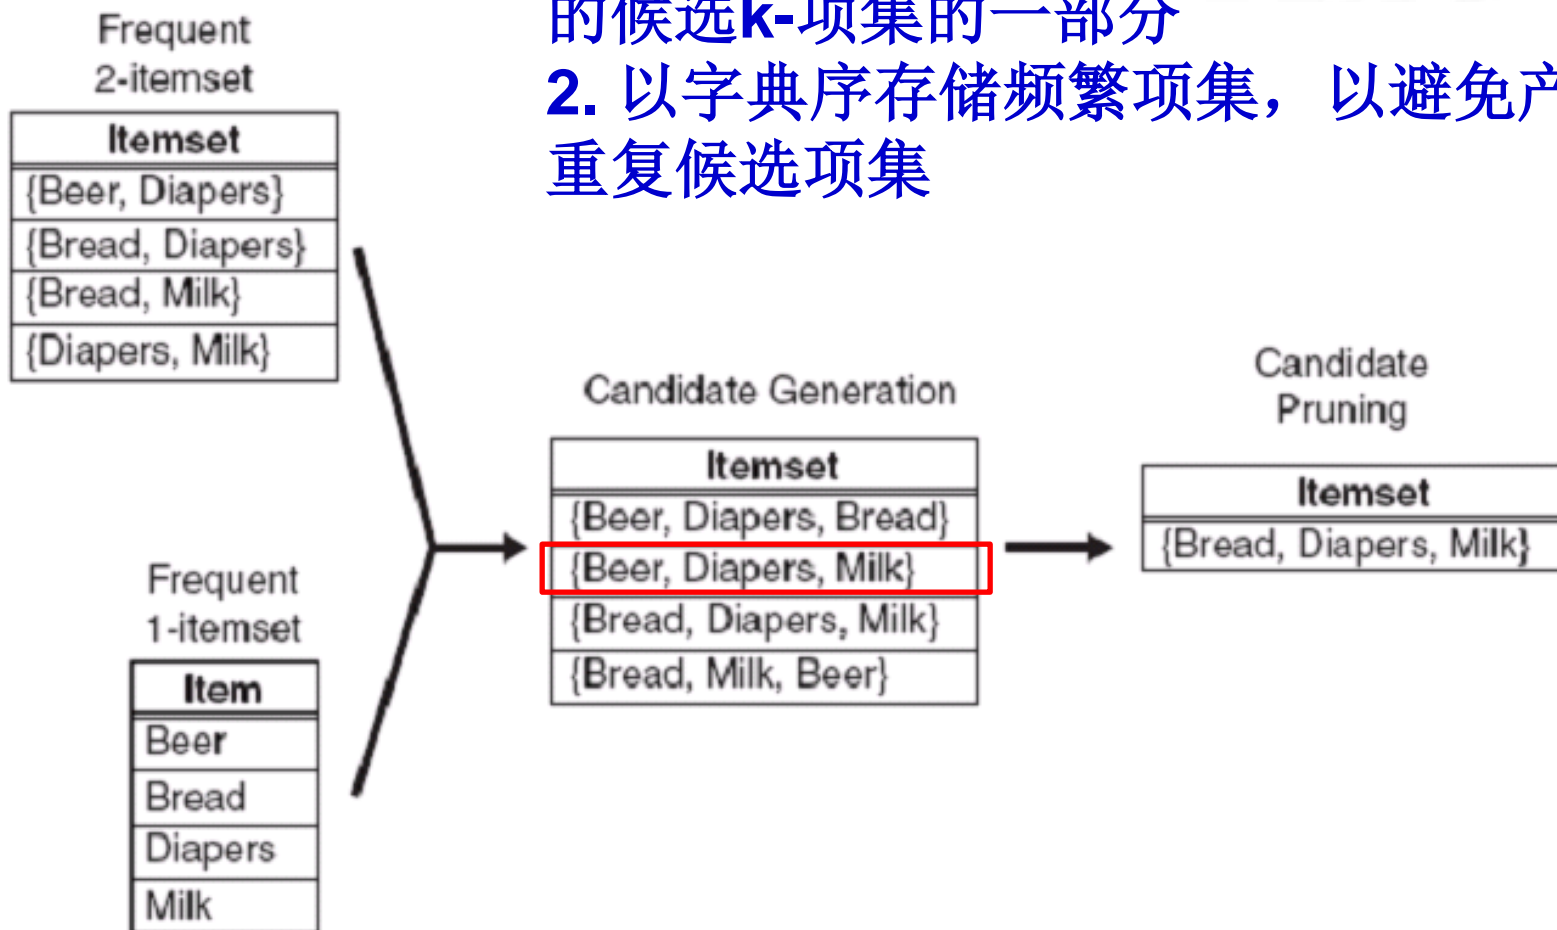 的候选k-项集的一部分
2. 以字典序存储频繁项集，以避免产
重复候选项集
Frequent
2-itemset
Itemset
{Beer, Diapers}
{Bread, Diapers}
{Bread, Milk}
{Diapers, Milk}
Frequent
1-itemset
Item
Beer
Bread
Diapers
Milk
Candidate Generation
Itemset
{Beer, Diapers, Bread}
{Beer, Diapers, Milk}
{Bread, Diapers, Milk}
{Bread, Milk, Beer}
Candidate
Pruning
Itemset
{Bread, Diapers, Milk}